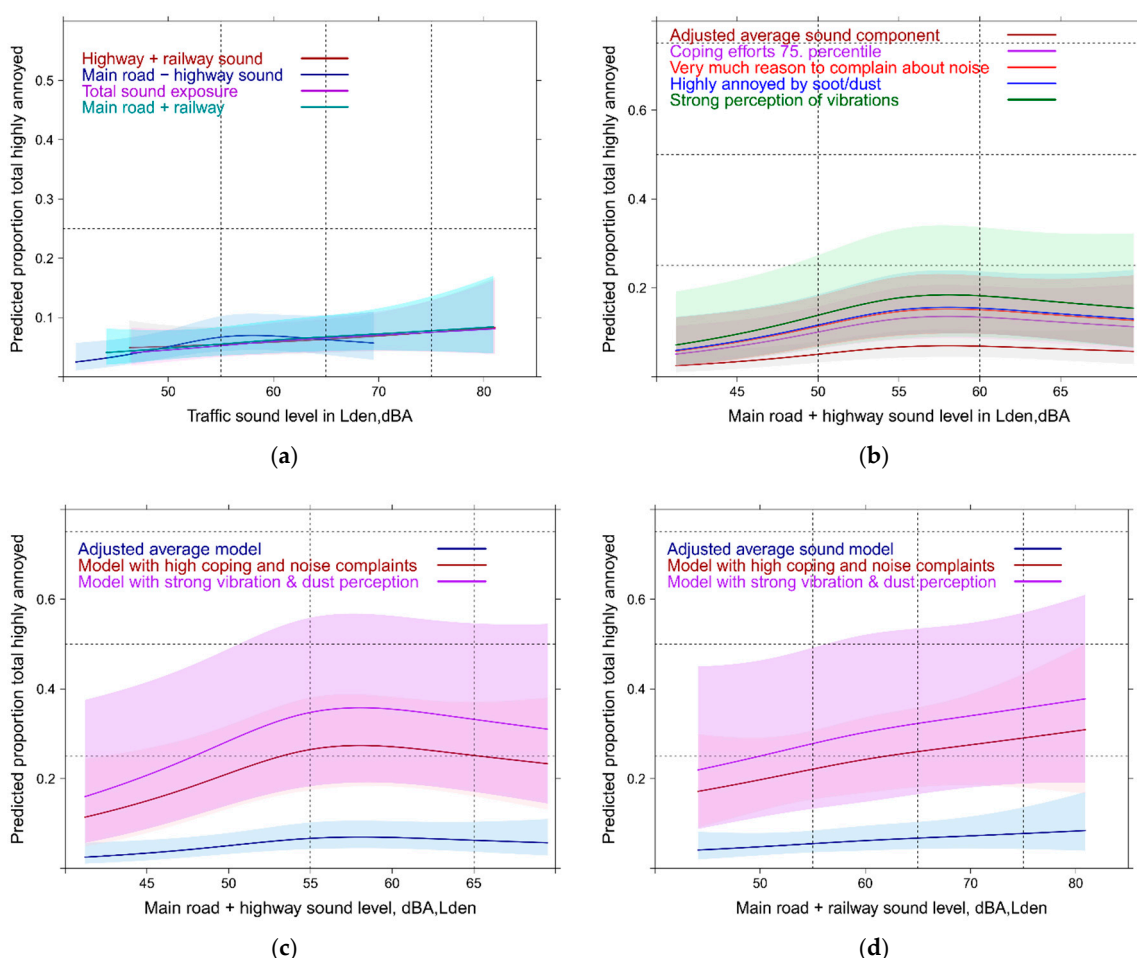 Highway + railway sound
Main road − highway sound
Total sound exposure
Main road + railway
Predicted proportion total highly annoyed
0.5
0.4
0.3
0.2
0.1
50
60
70
80
Traffic sound level in Lden,dBA
(a)
Adjusted average sound component
Coping efforts 75. percentile
Very much reason to complain about noise
Highly annoyed by soot/dust
Strong perception of vibrations
Predicted proportion total highly annoyed
0.6
0.4
0.2
45
50
55
60
65
Main road + highway sound level in Lden,dBA
(b)
Adjusted average model
Model with high coping and noise complaints
Model with strong vibration & dust perception
Predicted proportion total highly annoyed
0.6
0.4
0.2
45
50
55
60
65
Main road + highway sound level, dBA,Lden
(c)
Adjusted average sound model
Model with high coping and noise complaints
Model with strong vibration & dust perception
Predicted proportion total highly annoyed
0.6
0.4
0.2
50
60
70
80
Main road + railway sound level, dBA,Lden
(d)